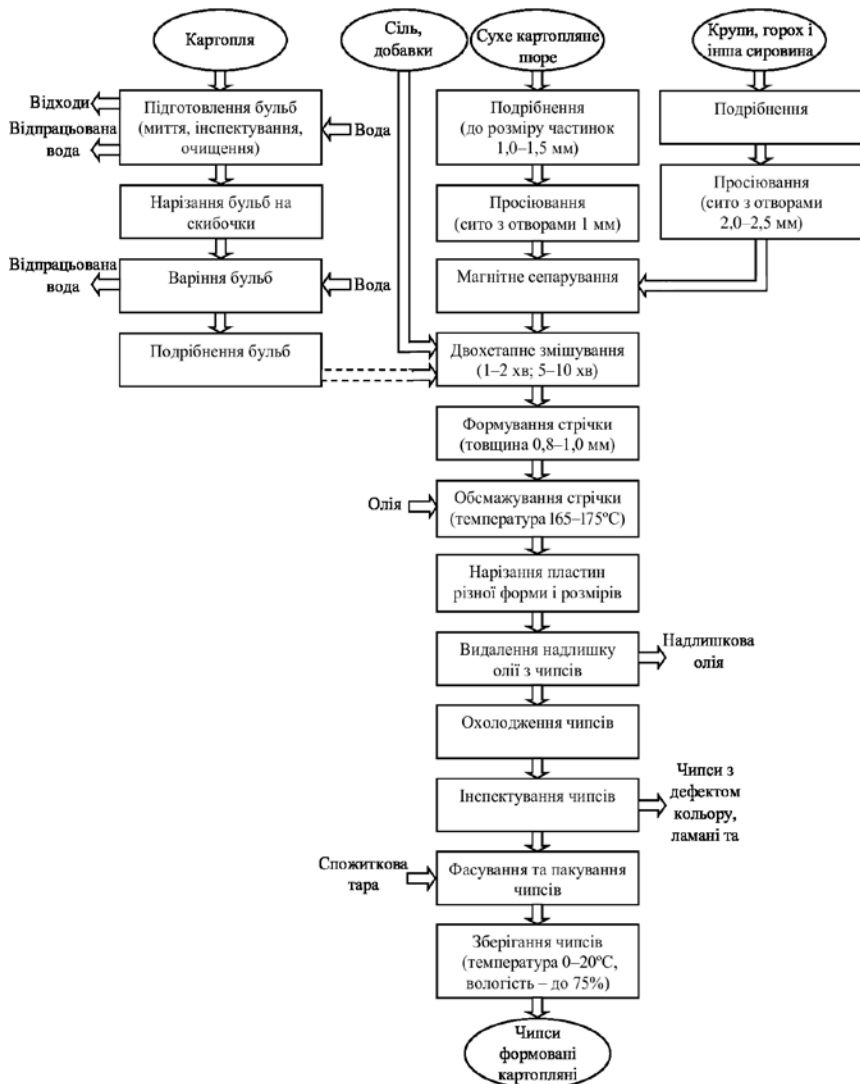 Картопля
Сіль,
добавки
Сухе картопляне
пюре
Крупи, горох і
інша сировина
Відходи
Відпрацьована
вода
Підготовлення бульб
(миття, інспектування,
очищення)
Вода
Подрібнення
(до розміру частинок
1,0–1,5 мм)
Подрібнення
Нарізання бульб на
скибочки
Просіювання
(сито з отворами 1 мм)
Просіювання
(сито з отворами
2,0–2,5 мм)
Відпрацьована
вода
Варіння бульб
Вода
Магнітне сепарування
Подрібнення бульб
Двохетапне змішування
(1–2 хв; 5–10 хв)
Формування стрічки
(товщина 0,8–1,0 мм)
Олія
Обсмажування стрічки
(температура 165–175ºС)
Нарізання пластин
різної форми і розмірів
Видалення надлишку
олії з чипсів
Надлишкова
олія
Охолодження чипсів
Інспектування чипсів
Чипси з
дефектом
кольору,
ламані та
Спожиткова
тара
Фасування та пакування
чипсів
Зберігання чипсів
(температура 0–20ºС,
вологість – до 75%)
Чипси
формовані
картопляні